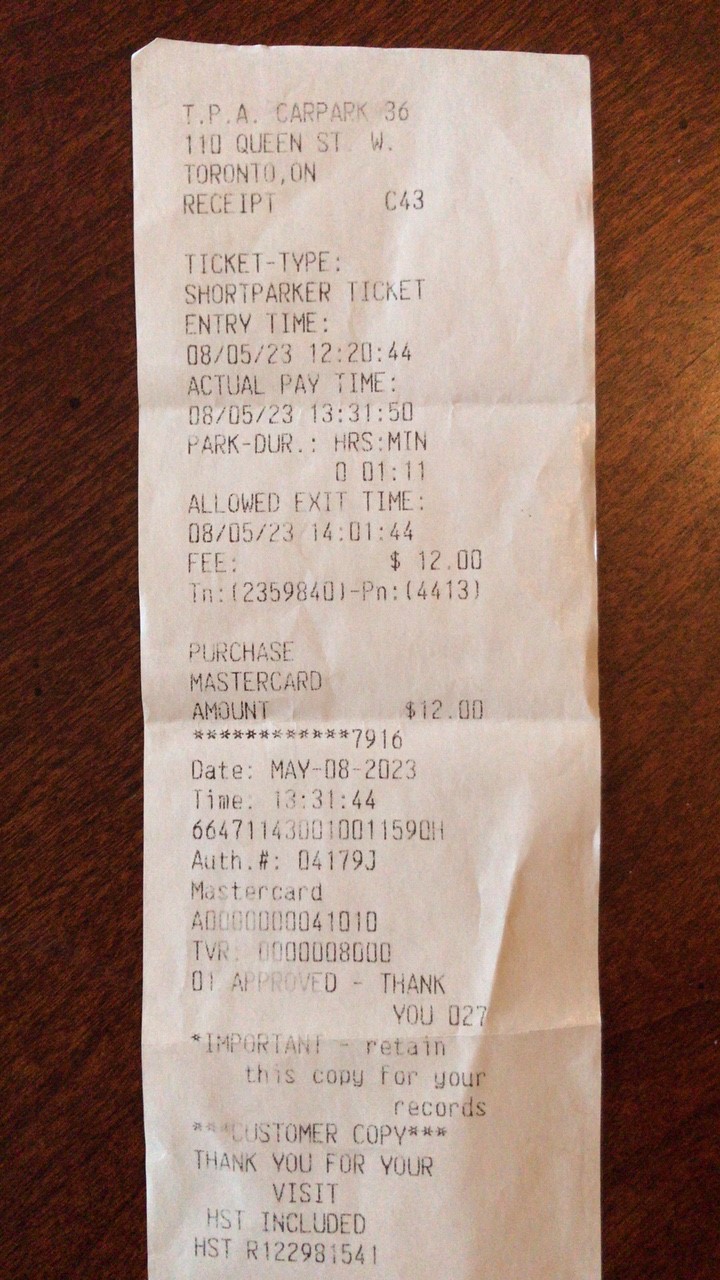 T.P.A. CARPARK 36
110 QUEEN ST. W.
TORONTO,ON
RECEIPT C43
TICKET-TYPE:
SHORTPARKER TICKET
ENTRY TIME:
08/05/23 12:20:44
ACTUAL PAY TIME:
08/05/23 13:31:50
PARK-DUR.: HRS:MIN
0 01:11
ALLOWED EXIT TIME:
08/05/23 14:01:44
FEE: $ 12.00
Tn:(2359840)-Pn:(4413)
PURCHASE
MASTERCARD
AMOUNT $12.00
************7916
Date: MAY-08-2023
Time: 13:31:44
664711430010011590H
Auth.#: 04179J
Mastercard
A0000000041010
TVR: 0000008000
01 APPROVED - THANK
YOU 027
*IMPORTANT - retain
this copy for your
records
***CUSTOMER COPY***
THANK YOU FOR YOUR
VISIT
HST INCLUDED
HST R122981541